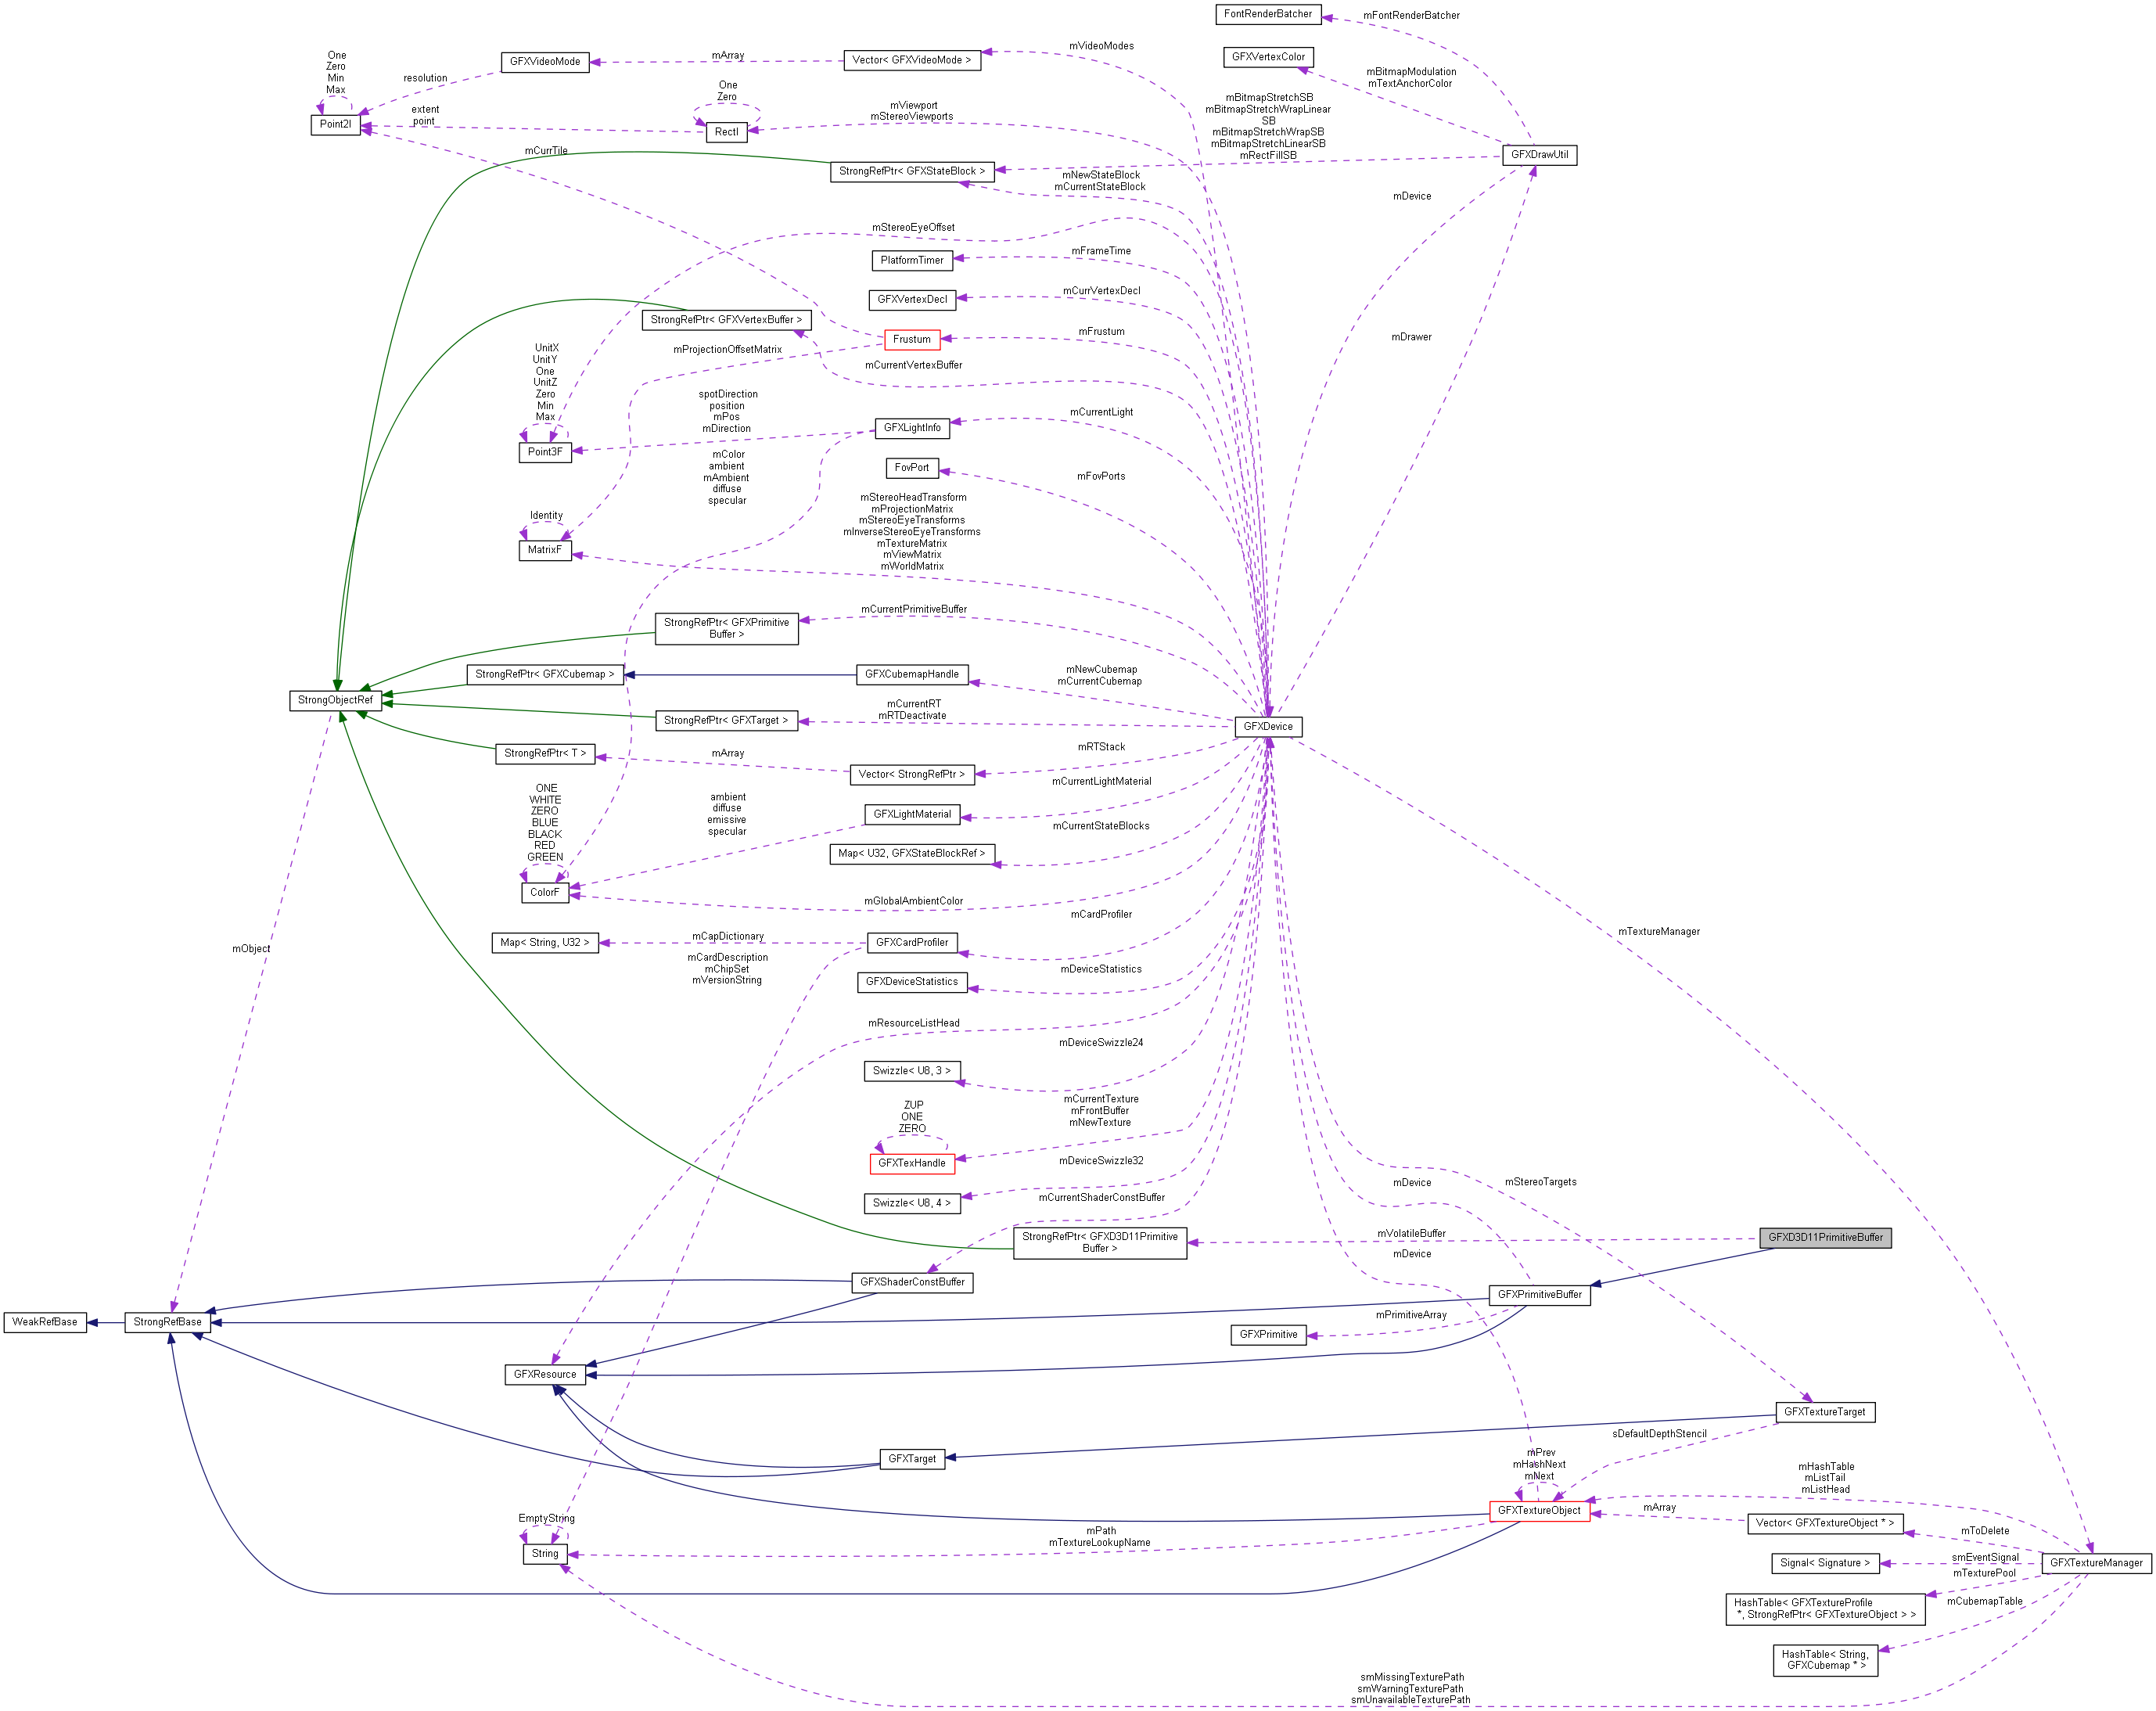 FontRenderBatcher
mFontRenderBatcher
One
Zero
Min
Max
Point2I
resolution
GFXVideoMode
mArray
Vector< GFXVideoMode >
mVideoModes
GFXVertexColor
mBitmapModulation
mTextAnchorColor
extent
point
One
Zero
RectI
mViewport
mStereoViewports
mBitmapStretchSB
mBitmapStretchWrapLinear
SB
mBitmapStretchWrapSB
mBitmapStretchLinearSB
mRectFillSB
GFXDrawUtil
mCurrTile
StrongRefPtr< GFXStateBlock >
mNewStateBlock
mCurrentStateBlock
mDevice
mStereoEyeOffset
PlatformTimer
mFrameTime
GFXVertexDecl
mCurrVertexDecl
StrongRefPtr< GFXVertexBuffer >
Frustum
mFrustum
mDrawer
mProjectionOffsetMatrix
mCurrentVertexBuffer
UnitX
UnitY
One
UnitZ
Zero
Min
Max
Point3F
spotDirection
position
mPos
mDirection
GFXLightInfo
mCurrentLight
mColor
ambient
mAmbient
diffuse
specular
FovPort
mFovPorts
Identity
MatrixF
mStereoHeadTransform
mProjectionMatrix
mStereoEyeTransforms
mInverseStereoEyeTransforms
mTextureMatrix
mViewMatrix
mWorldMatrix
StrongRefPtr< GFXPrimitive
Buffer >
mCurrentPrimitiveBuffer
StrongRefPtr< GFXCubemap >
GFXCubemapHandle
mNewCubemap
mCurrentCubemap
StrongObjectRef
StrongRefPtr< GFXTarget >
mCurrentRT
mRTDeactivate
GFXDevice
StrongRefPtr< T >
mArray
Vector< StrongRefPtr >
mRTStack
ONE
WHITE
ZERO
BLUE
BLACK
RED
GREEN
ColorF
ambient
diffuse
emissive
specular
GFXLightMaterial
mCurrentLightMaterial
Map< U32, GFXStateBlockRef >
mCurrentStateBlocks
mGlobalAmbientColor
mObject
Map< String, U32 >
mCapDictionary
GFXCardProfiler
mCardProfiler
mTextureManager
mCardDescription
mChipSet
mVersionString
GFXDeviceStatistics
mDeviceStatistics
mResourceListHead
Swizzle< U8, 3 >
mDeviceSwizzle24
ZUP
ONE
ZERO
GFXTexHandle
mCurrentTexture
mFrontBuffer
mNewTexture
Swizzle< U8, 4 >
mDeviceSwizzle32
mCurrentShaderConstBuffer
mDevice
mStereoTargets
StrongRefPtr< GFXD3D11Primitive
Buffer >
mVolatileBuffer
mDevice
GFXD3D11PrimitiveBuffer
GFXShaderConstBuffer
GFXPrimitiveBuffer
WeakRefBase
StrongRefBase
GFXPrimitive
mPrimitiveArray
GFXResource
GFXTextureTarget
sDefaultDepthStencil
GFXTarget
mPrev
mHashNext
mNext
GFXTextureObject
mHashTable
mListTail
mListHead
mArray
Vector< GFXTextureObject * >
mToDelete
EmptyString
String
mPath
mTextureLookupName
Signal< Signature >
smEventSignal
GFXTextureManager
mTexturePool
HashTable< GFXTextureProfile
*, StrongRefPtr< GFXTextureObject > >
mCubemapTable
HashTable< String,
GFXCubemap * >
smMissingTexturePath
smWarningTexturePath
smUnavailableTexturePath